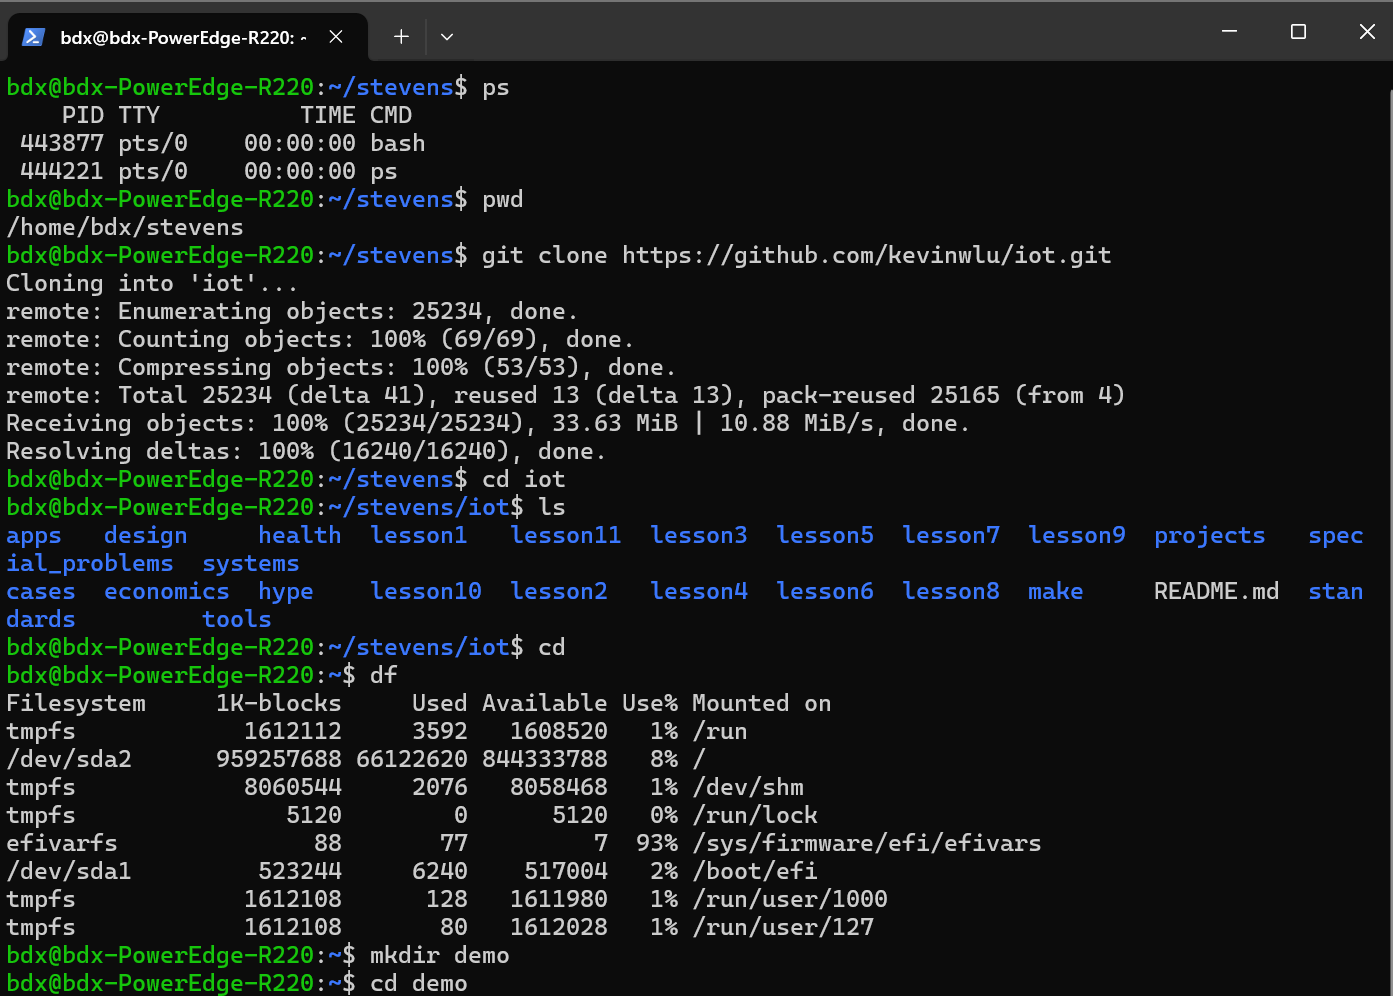 bdx@bdx-PowerEdge-R220: ~
bdx@bdx-PowerEdge-R220:~/stevens$ ps
    PID TTY          TIME CMD
 443877 pts/0    00:00:00 bash
 444221 pts/0    00:00:00 ps
bdx@bdx-PowerEdge-R220:~/stevens$ pwd
/home/bdx/stevens
bdx@bdx-PowerEdge-R220:~/stevens$ git clone https://github.com/kevinwlu/iot.git
Cloning into 'iot'...
remote: Enumerating objects: 25234, done.
remote: Counting objects: 100% (69/69), done.
remote: Compressing objects: 100% (53/53), done.
remote: Total 25234 (delta 41), reused 13 (delta 13), pack-reused 25165 (from 4)
Receiving objects: 100% (25234/25234), 33.63 MiB | 10.88 MiB/s, done.
Resolving deltas: 100% (16240/16240), done.
bdx@bdx-PowerEdge-R220:~/stevens$ cd iot
bdx@bdx-PowerEdge-R220:~/stevens/iot$ ls
apps   design     health  lesson1   lesson11  lesson3  lesson5  lesson7  lesson9  projects   spec
ial_problems  systems
cases  economics  hype    lesson10  lesson2   lesson4  lesson6  lesson8  make     README.md  stan
dards         tools
bdx@bdx-PowerEdge-R220:~/stevens/iot$ cd
bdx@bdx-PowerEdge-R220:~$ df
Filesystem     1K-blocks     Used Available Use% Mounted on
tmpfs            1612112     3592   1608520   1% /run
/dev/sda2      959257688 66122620 844333788   8% /
tmpfs            8060544     2076   8058468   1% /dev/shm
tmpfs               5120        0      5120   0% /run/lock
efivarfs              88       77         7  93% /sys/firmware/efi/efivars
/dev/sda1         523244     6240    517004   2% /boot/efi
tmpfs            1612108      128   1611980   1% /run/user/1000
tmpfs            1612108       80   1612028   1% /run/user/127
bdx@bdx-PowerEdge-R220:~$ mkdir demo
bdx@bdx-PowerEdge-R220:~$ cd demo